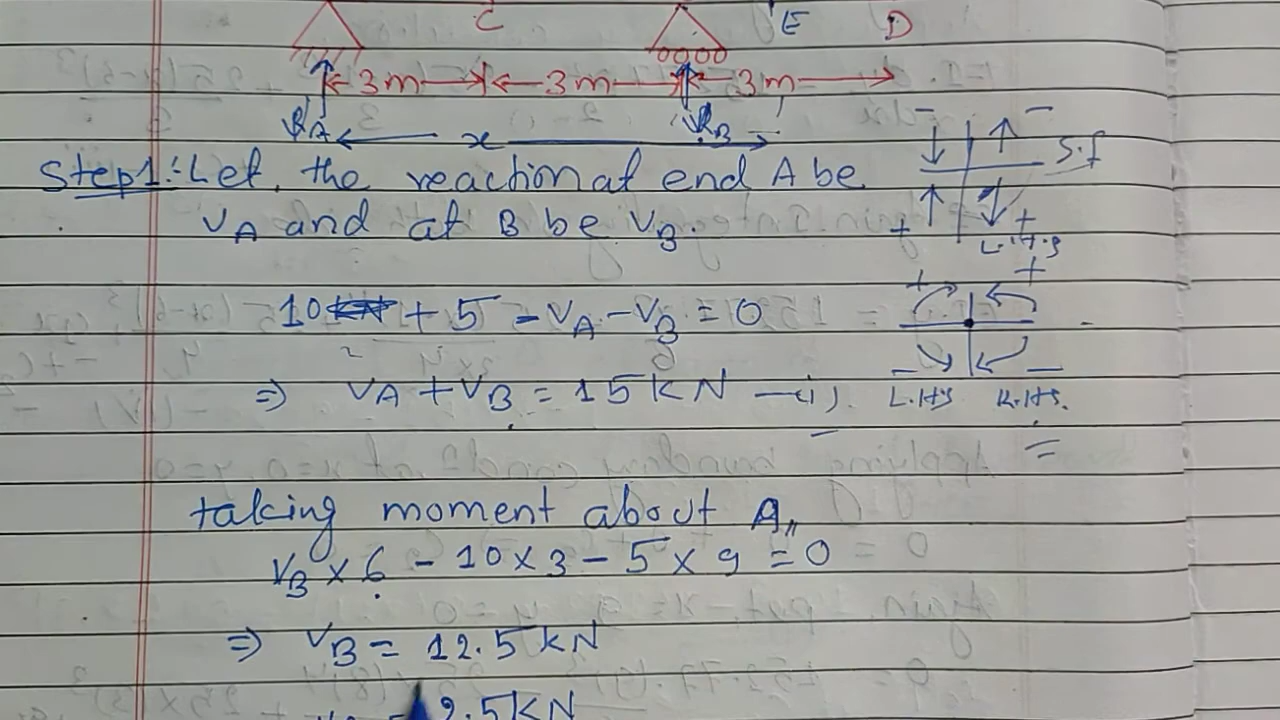 C E D
3m 3m 3m
VA x VB
- -
S.f
Step1:- Let, the reaction at end A be
VA and at B be VB.
+ +
L.H.S
+ +
10 + 5 - VA - VB = 0
- -
⇒ VA + VB = 15 KN —(i).
L.H.S R.H.S.
taking moment about A,,
VB × 6 - 10 × 3 - 5 × 9 = 0
⇒ VB = 12.5 KN
2.5KN